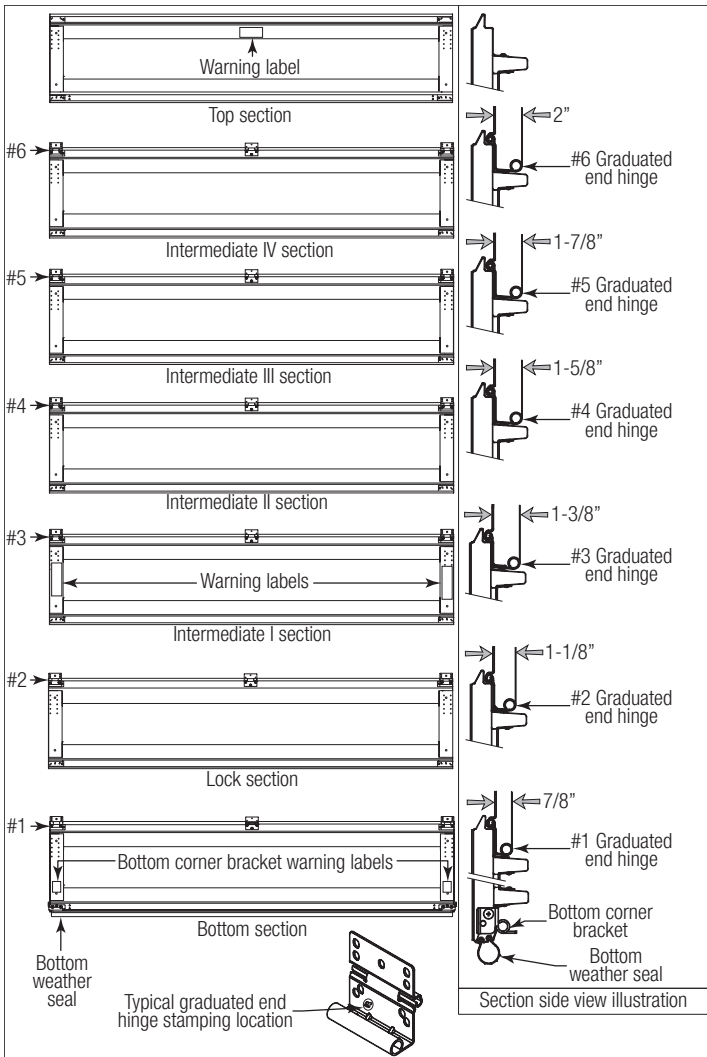 Warning label
Top section
2”
#6
#6 Graduated
end hinge
Intermediate IV section
1-7/8”
#5
#5 Graduated
end hinge
Intermediate III section
1-5/8”
#4
#4 Graduated
end hinge
Intermediate II section
1-3/8”
#3
#3 Graduated
end hinge
Warning labels
Intermediate I section
1-1/8”
#2
#2 Graduated
end hinge
Lock section
7/8”
#1
#1 Graduated
end hinge
Bottom corner bracket warning labels
Bottom corner
bracket
Bottom section
Bottom
weather
seal
Bottom
weather seal
Typical graduated end
hinge stamping location
Section side view illustration